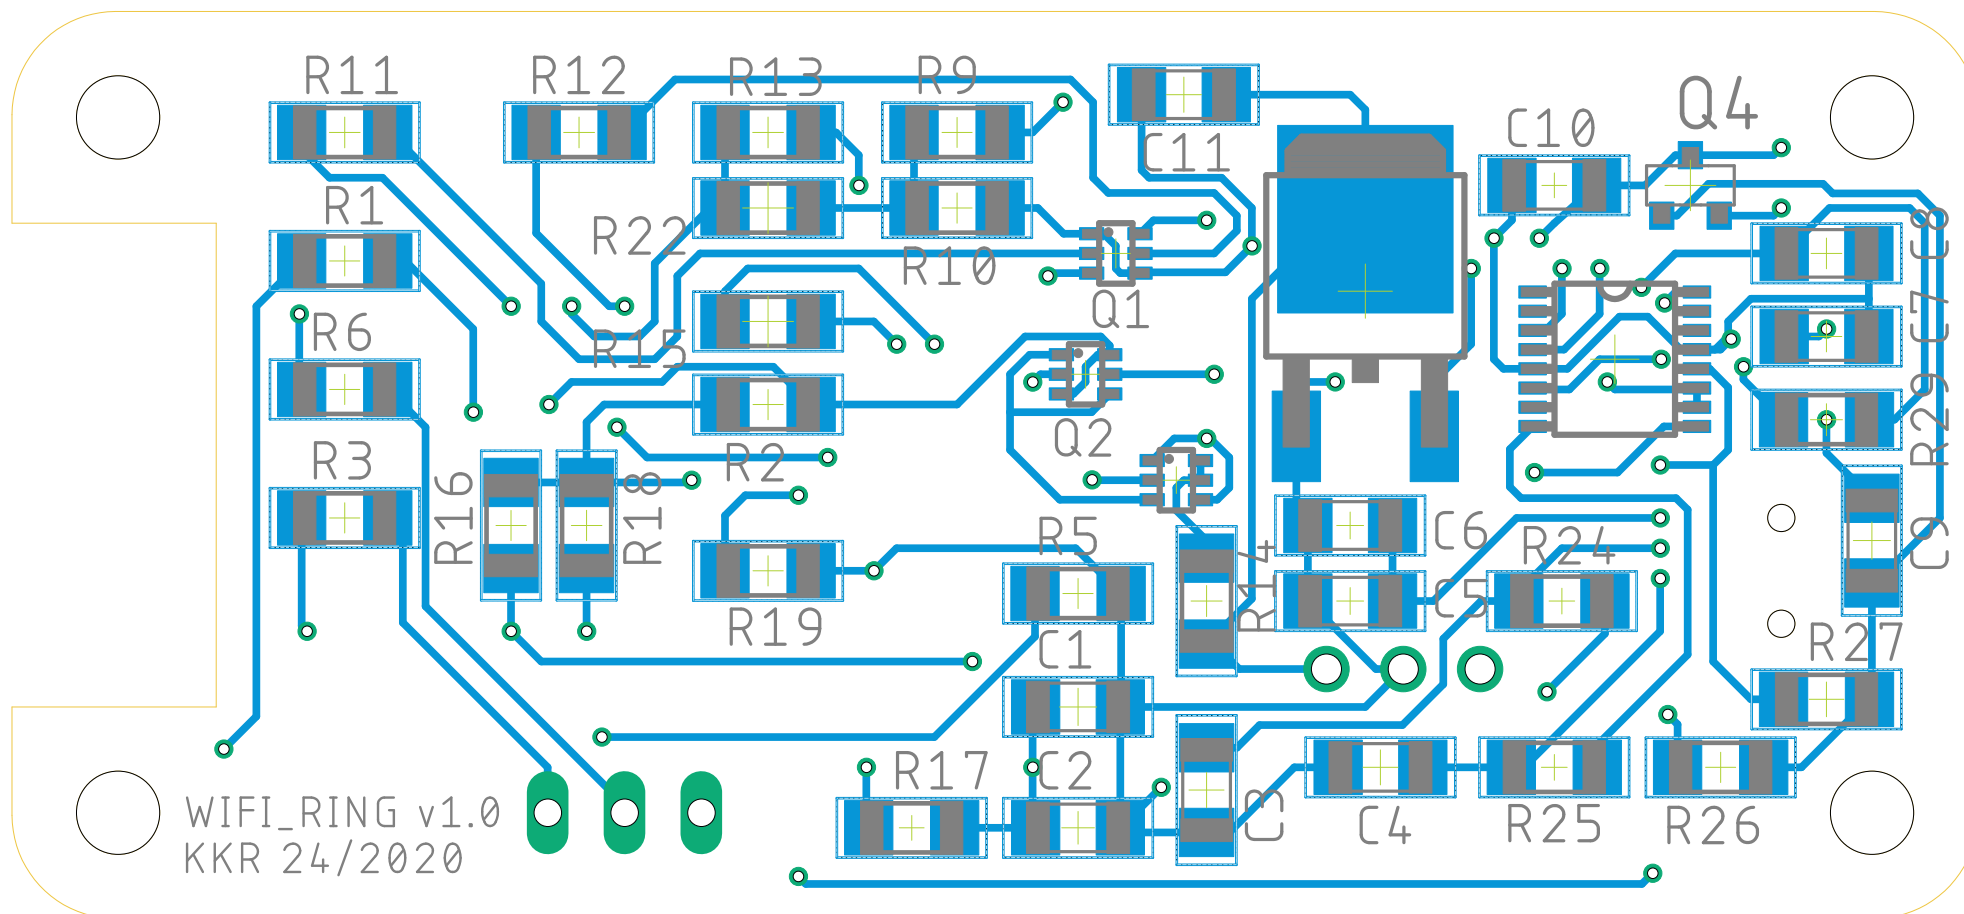 R11
R12
R13
R9
C11
C10
Q4
R1
R22
R10
Q1
C8
R6
R15
C7
R3
R2
Q2
R29
R16
R18
R19
R5
R14
C6
C5
R24
C9
C1
R27
R17
C2
C3
C4
R25
R26
WIFI_RING v1.0
KKR 24/2020